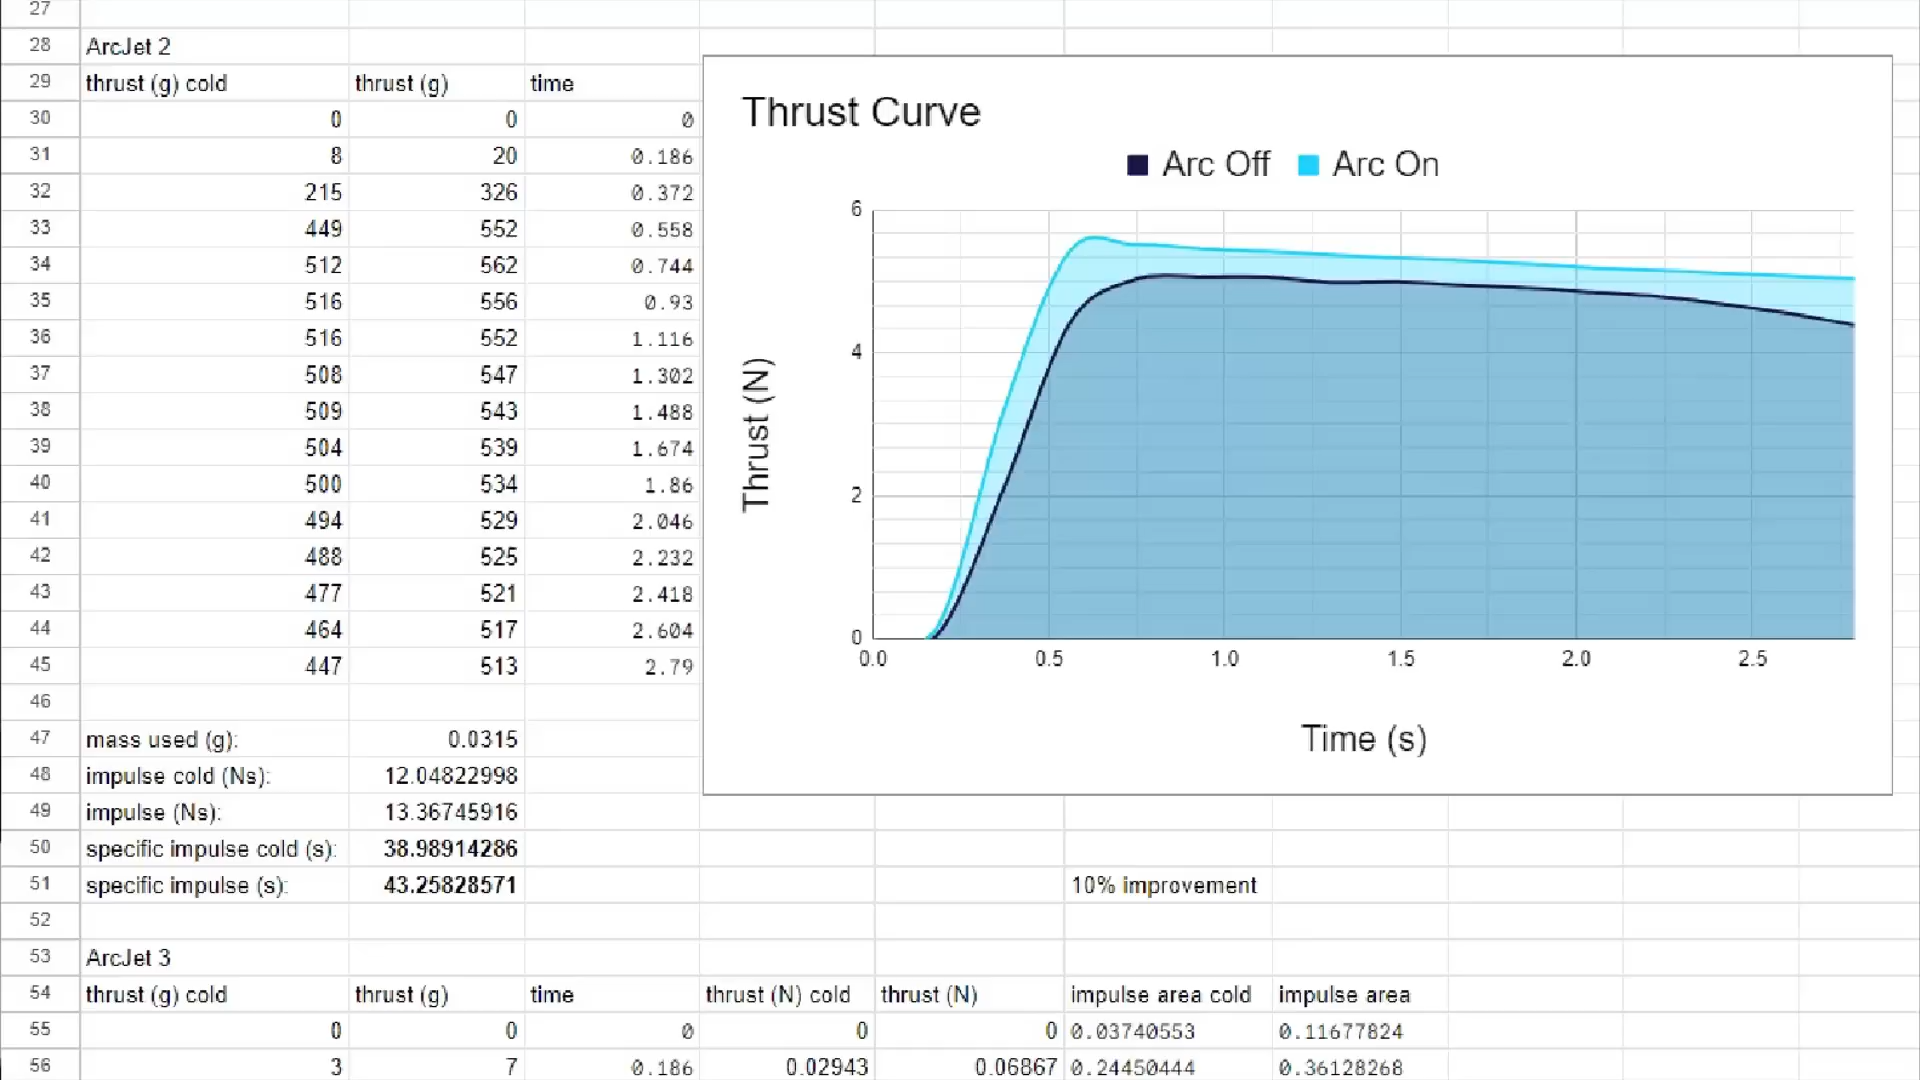 27
28 ArcJet 2
29 thrust (g) cold thrust (g) time
30 0 0 0
31 8 20 0.186
32 215 326 0.372
33 449 552 0.558
34 512 562 0.744
35 516 556 0.93
36 516 552 1.116
37 508 547 1.302
38 509 543 1.488
39 504 539 1.674
40 500 534 1.86
41 494 529 2.046
42 488 525 2.232
43 477 521 2.418
44 464 517 2.604
45 447 513 2.79
46
47 mass used (g): 0.0315
48 impulse cold (Ns): 12.04822998
49 impulse (Ns): 13.36745916
50 specific impulse cold (s): 38.98914286
51 specific impulse (s): 43.25828571 10% improvement
52
53 ArcJet 3
54 thrust (g) cold thrust (g) time thrust (N) cold thrust (N) impulse area cold impulse area
55 0 0 0 0 0 0.03740553 0.11677824
56 3 7 0.186 0.02943 0.06867 0.24450444 0.36128268
Thrust Curve
Arc Off Arc On
Thrust (N)
6
4
2
0
0.0 0.5 1.0 1.5 2.0 2.5
Time (s)